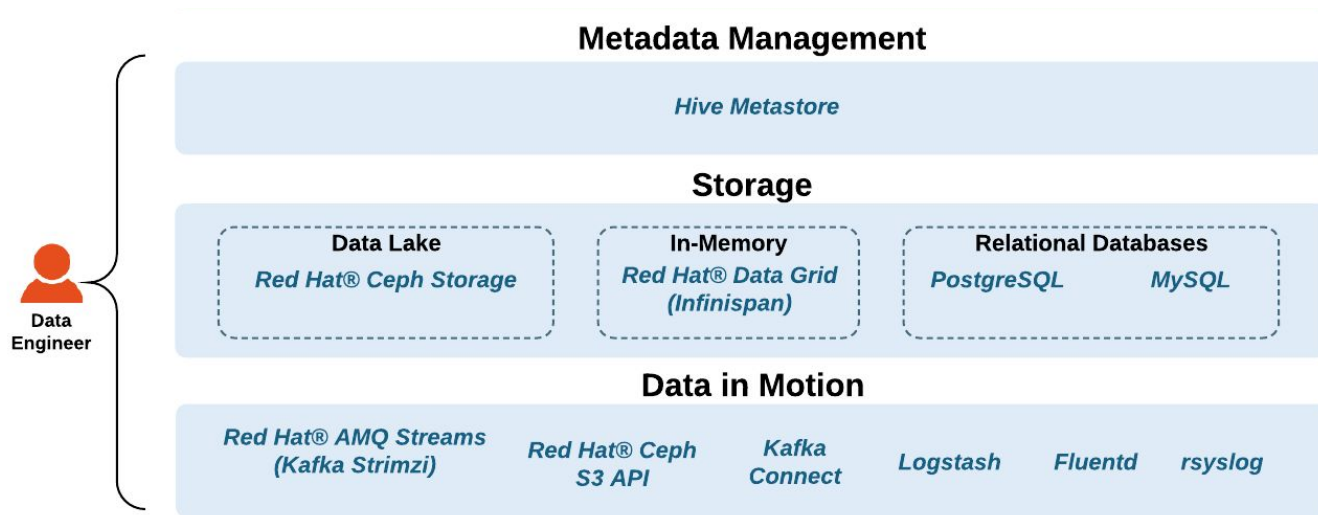 Metadata Management
Hive Metastore
Storage
Data Lake
Red Hat® Ceph Storage
In-Memory
Red Hat® Data Grid
(Infinispan)
Relational Databases
PostgreSQL MySQL
Data
Engineer
Data in Motion
Red Hat® AMQ Streams
(Kafka Strimzi)
Red Hat® Ceph
S3 API
Kafka
Connect
Logstash
Fluentd
rsyslog